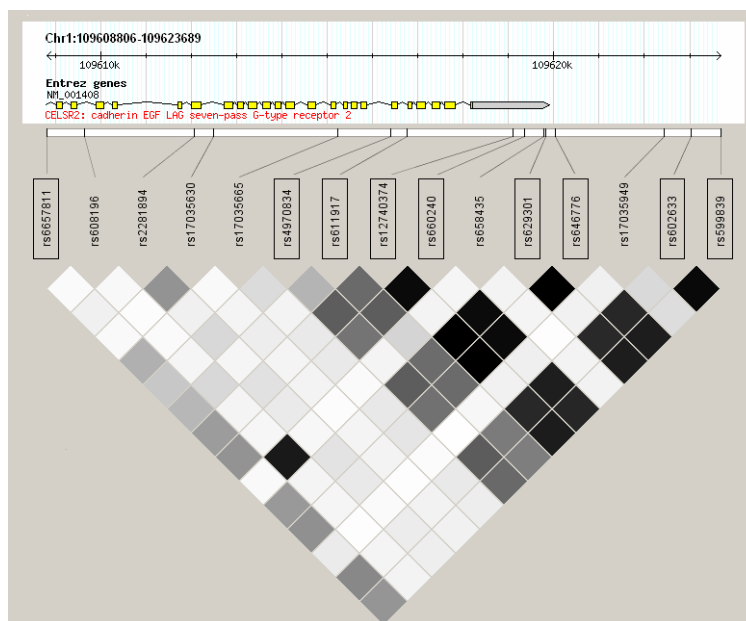 Chr1:109608806-109623689
109610k
109620k
Entrez genes
NM_001408
CELSR2: cadherin EGF LAG seven-pass G-type receptor 2
rs6657811
rs608196
rs2281894
rs17035630
rs17035665
rs4970834
rs611917
rs12740374
rs660240
rs658435
rs629301
rs646776
rs17035949
rs602633
rs599839